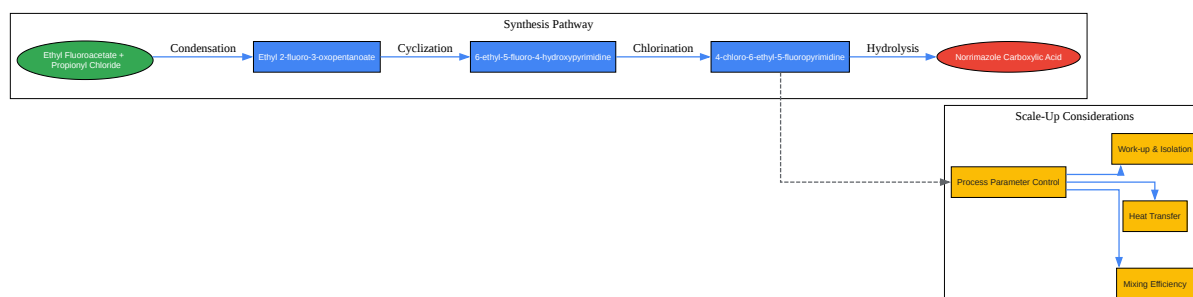 Synthesis Pathway
Ethyl Fluoroacetate +
Propionyl Chloride
Condensation
Ethyl 2-fluoro-3-oxopentanoate
Cyclization
6-ethyl-5-fluoro-4-hydroxypyrimidine
Chlorination
4-chloro-6-ethyl-5-fluoropyrimidine
Hydrolysis
Norrimazole Carboxylic Acid
Scale-Up Considerations
Work-up & Isolation
Process Parameter Control
Heat Transfer
Mixing Efficiency